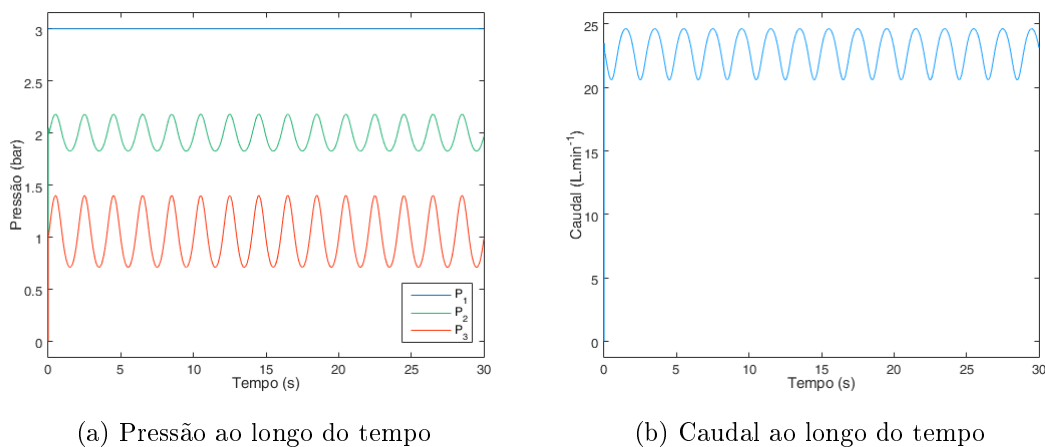 3
2.5
2
1.5
1
0.5
0
Pressão (bar)
0 5 10 15 20 25 30
Tempo (s)
P1
P2
P3
(a) Pressão ao longo do tempo
25
20
15
10
5
0
Caudal (L.min-1)
0 5 10 15 20 25 30
Tempo (s)
(b) Caudal ao longo do tempo